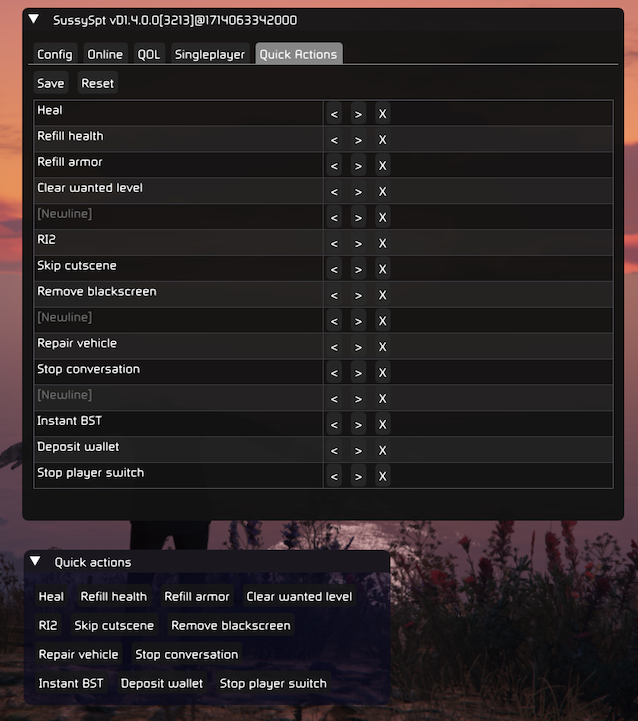 SussySpt vD1.4.0.0[3213]@1714063342000
Config Online QOL Singleplayer Quick Actions
Save Reset
Heal < > X
Refill health < > X
Refill armor < > X
Clear wanted level < > X
[Newline] < > X
RI2 < > X
Skip cutscene < > X
Remove blackscreen < > X
[Newline] < > X
Repair vehicle < > X
Stop conversation < > X
[Newline] < > X
Instant BST < > X
Deposit wallet < > X
Stop player switch < > X
Quick actions
Heal Refill health Refill armor Clear wanted level
RI2 Skip cutscene Remove blackscreen
Repair vehicle Stop conversation
Instant BST Deposit wallet Stop player switch